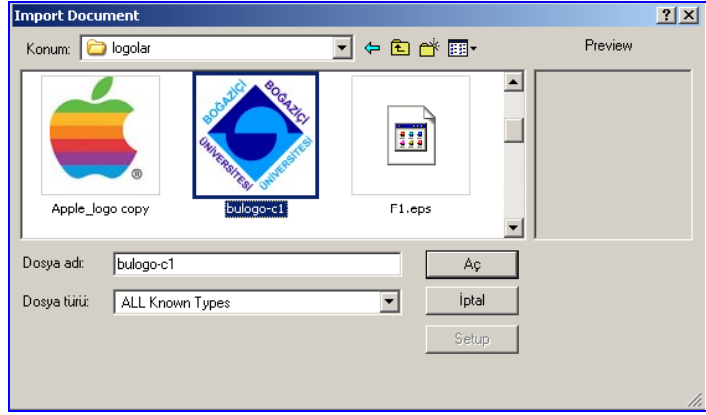 Import Document
Konum: logolar
Preview
BOĞAZİÇİ BOĞAZİÇİ
ÜNİVERSİTESİ ÜNİVERSİTESİ
Apple_logo copy
bulogo-c1
F1.eps
Dosya adı: bulogo-c1
Aç
Dosya türü: ALL Known Types
İptal
Setup